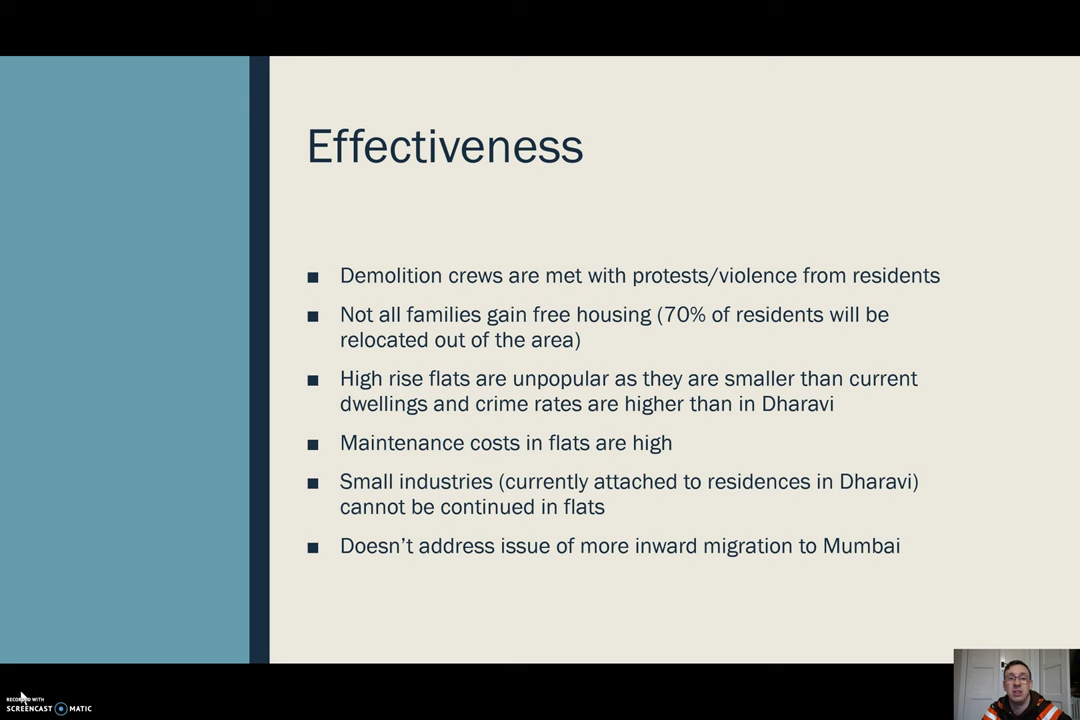 Effectiveness
■ Demolition crews are met with protests/violence from residents
■ Not all families gain free housing (70% of residents will be
relocated out of the area)
■ High rise flats are unpopular as they are smaller than current
dwellings and crime rates are higher than in Dharavi
■ Maintenance costs in flats are high
■ Small industries (currently attached to residences in Dharavi)
cannot be continued in flats
■ Doesn’t address issue of more inward migration to Mumbai
RECORDED WITH
SCREENCAST MATIC